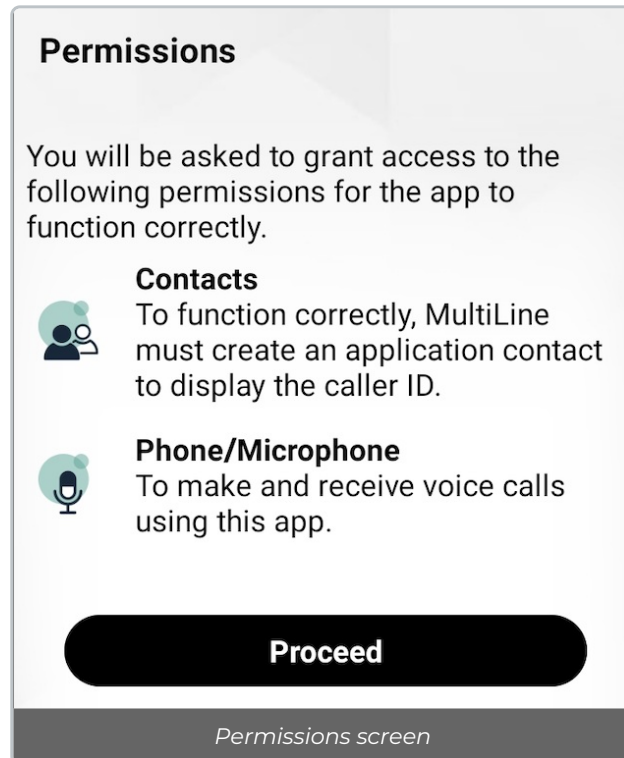 Permissions
You will be asked to grant access to the
following permissions for the app to
function correctly.
Contacts
To function correctly, MultiLine
must create an application contact
to display the caller ID.
Phone/Microphone
To make and receive voice calls
using this app.
Proceed
Permissions screen